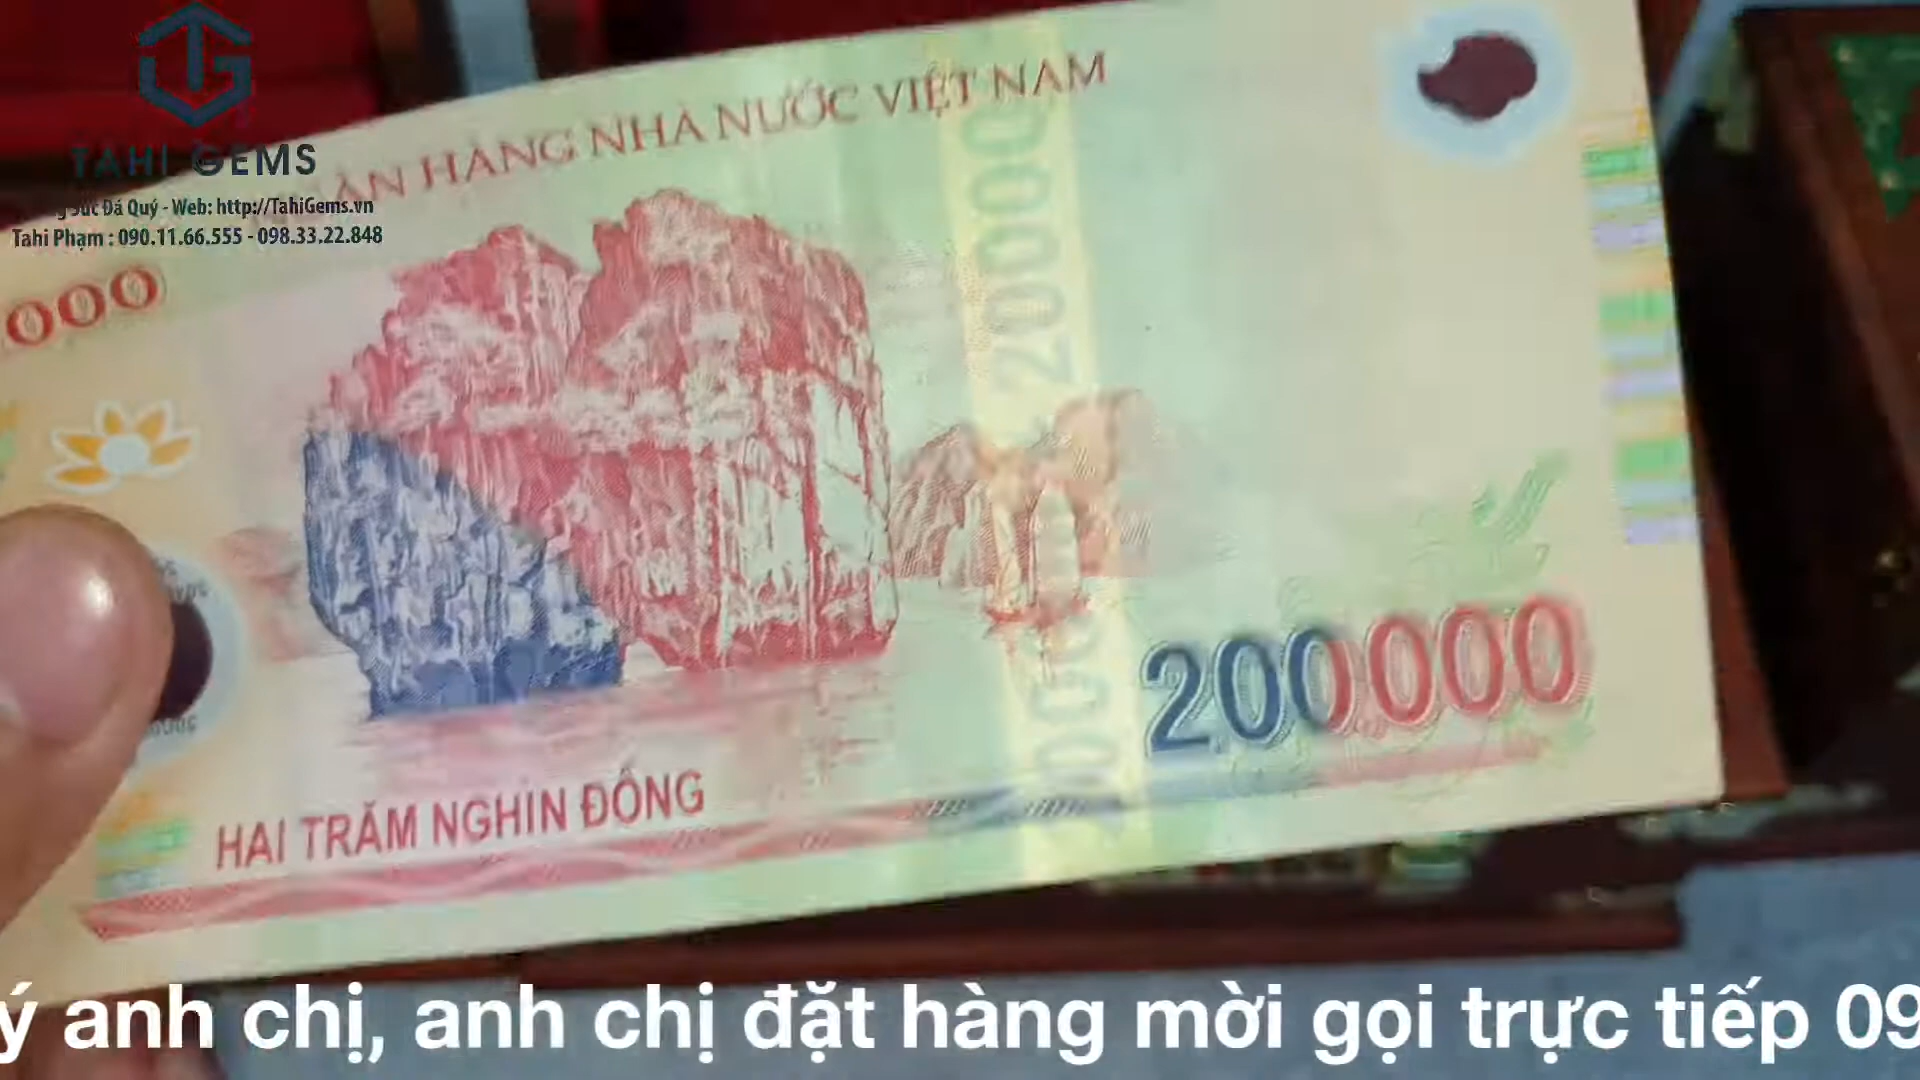 TAHI GEMS
Đá Quý - Web: http://TahiGems.vn
Tahi Phạm : 090.11.66.555 - 098.33.22.848
HÀNG NHÀ NƯỚC VIỆT NAM
000
200000
200000
HAI TRĂM NGHÌN ĐỒNG
ý anh chị, anh chị đặt hàng mời gọi trực tiếp 09